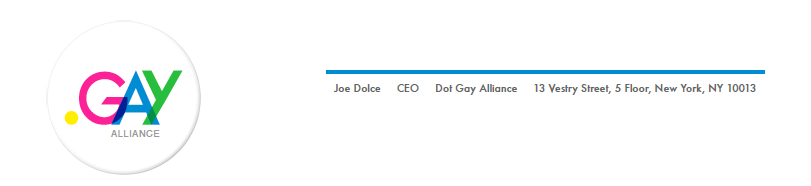 .GAY
ALLIANCE
Joe Dolce CEO Dot Gay Alliance 13 Vestry Street, 5 Floor, New York, NY 10013